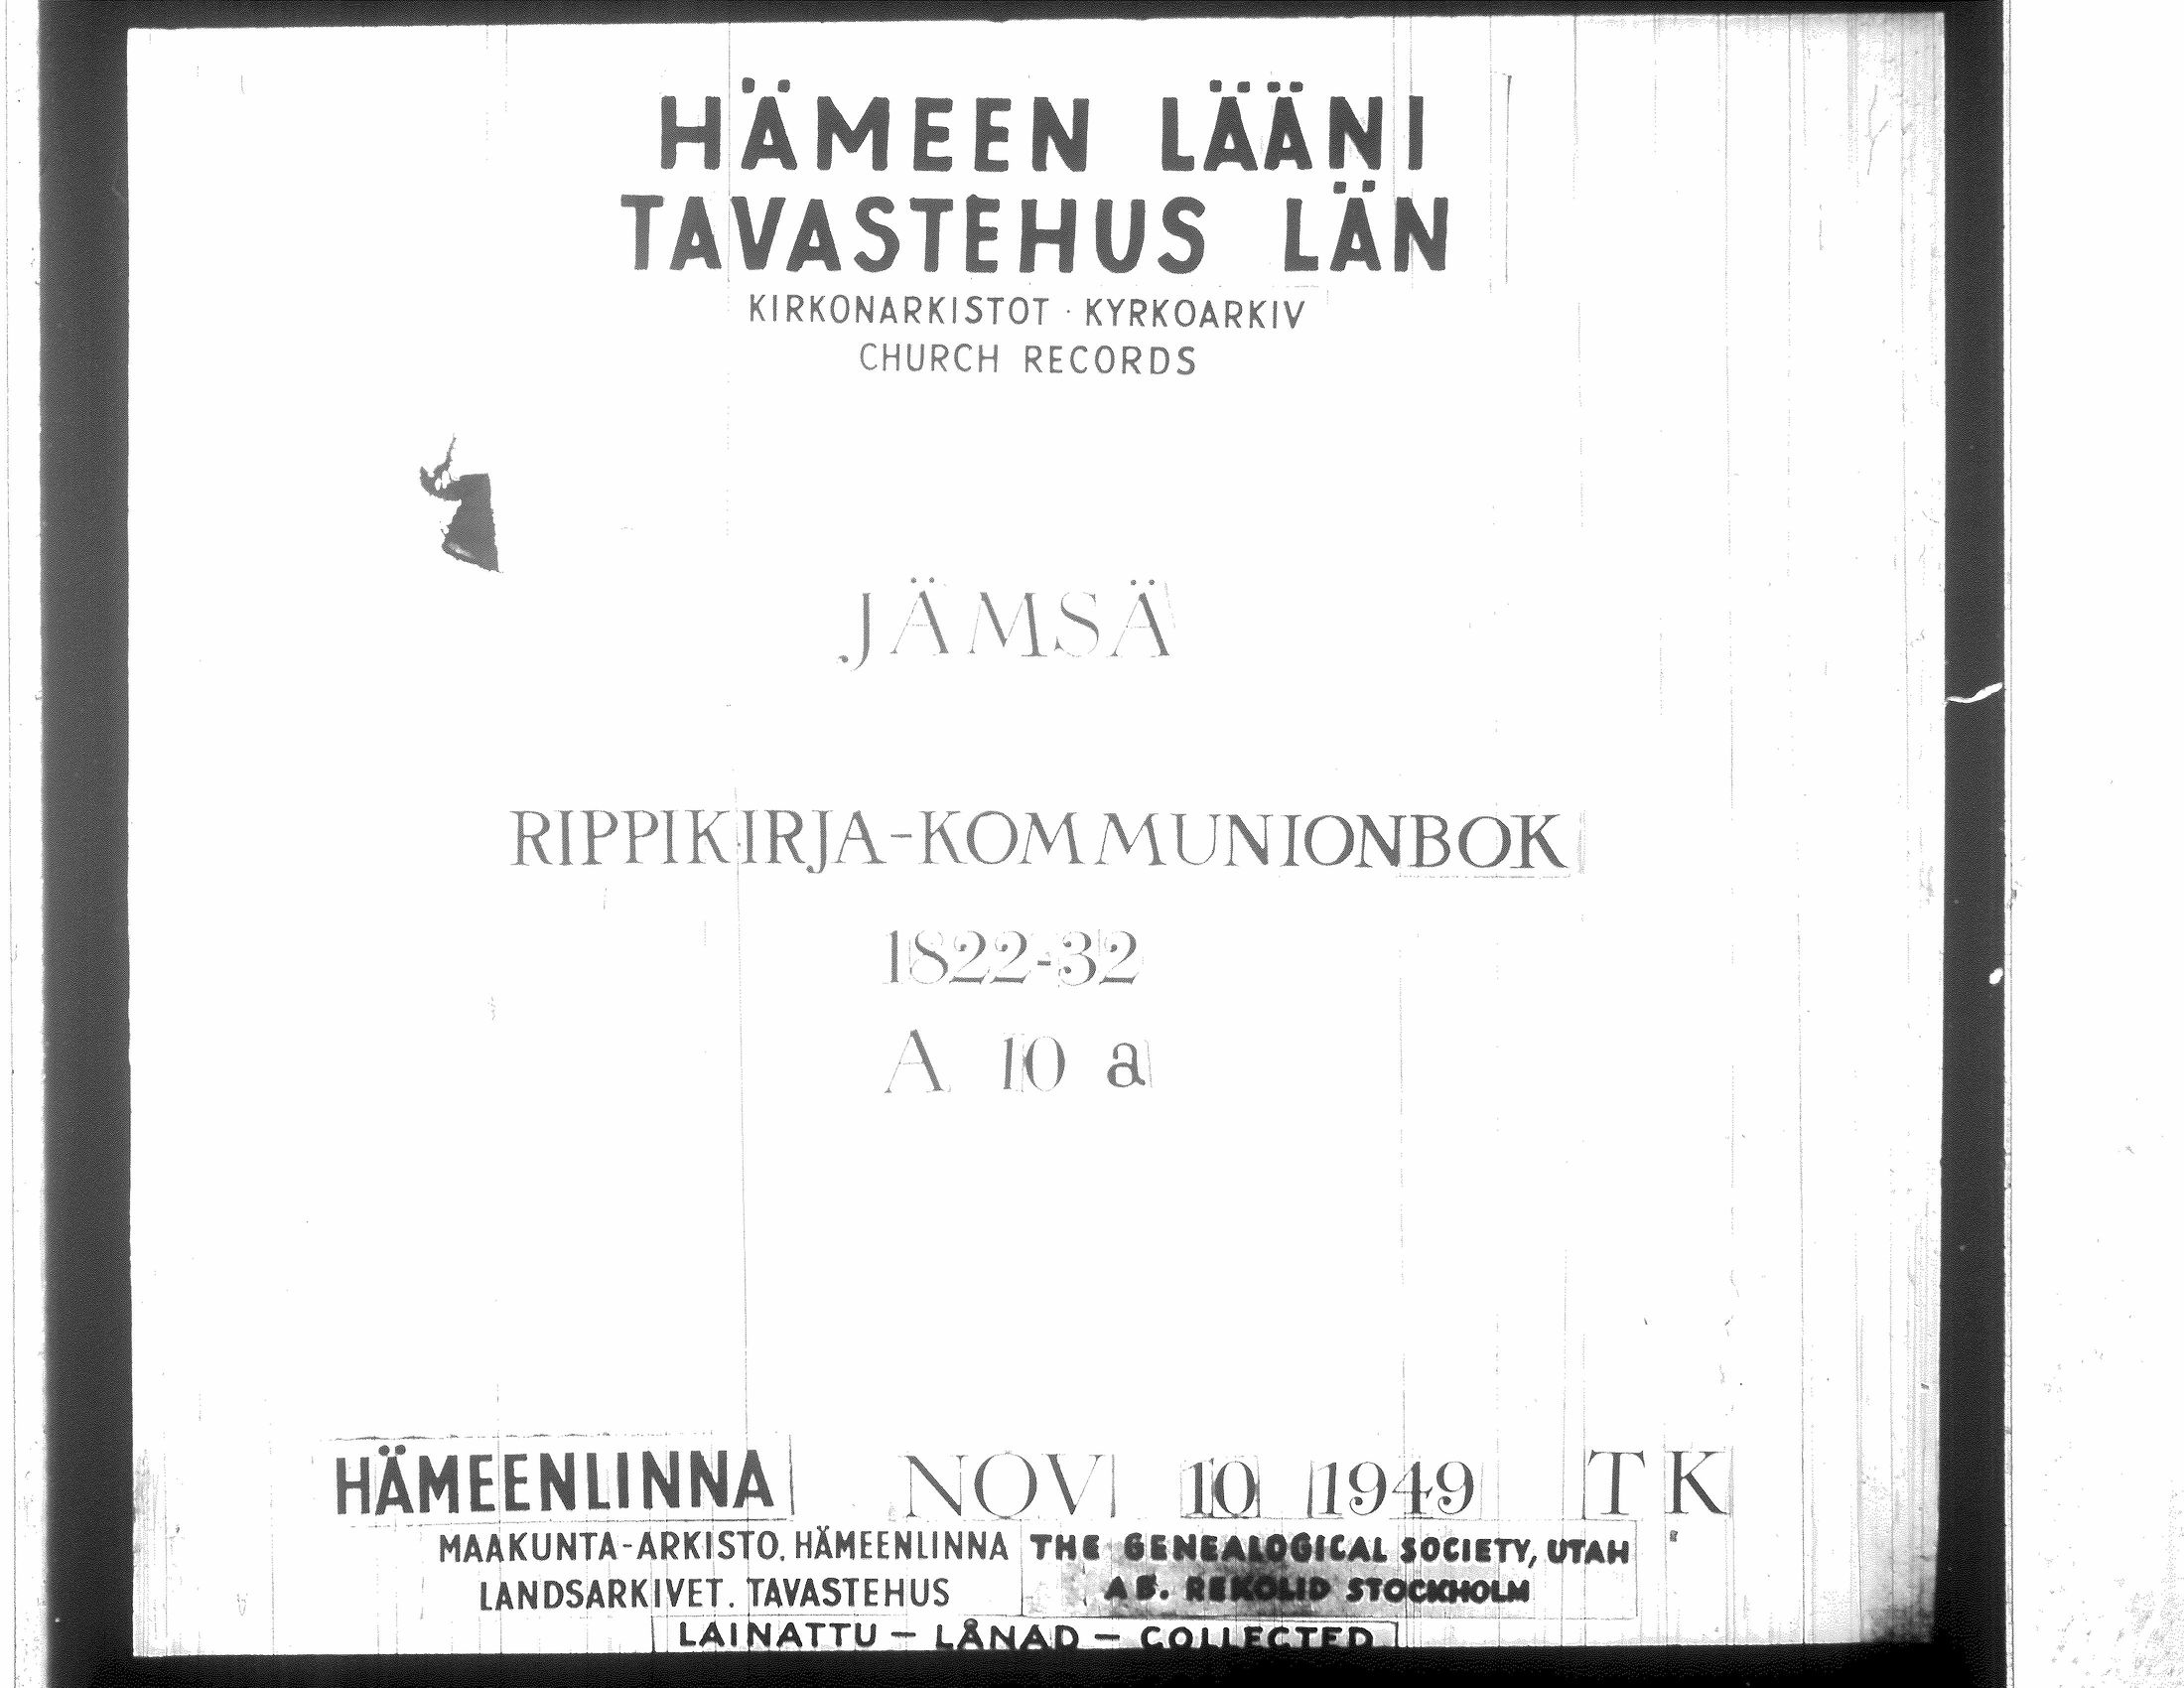 HÄMEEN LÄÄNI
TAVASTEHUS LÄN
KIRKONARKISTOT · KYRKOARKIV
CHURCH RECORDS
JÄMSÄ
RIPPIKIRJA-KOMMUNIONBOK
1822-32
A 10 a
HÄMEENLINNA NOV 10 1949 TK
MAAKUNTA-ARKISTO, HÄMEENLINNA THE GENEALOGICAL SOCIETY, UTAH
LANDSARKIVET. TAVASTEHUS AB. REKOLID STOCKHOLM
LAINATTU — LÅNAD — COLLECTED